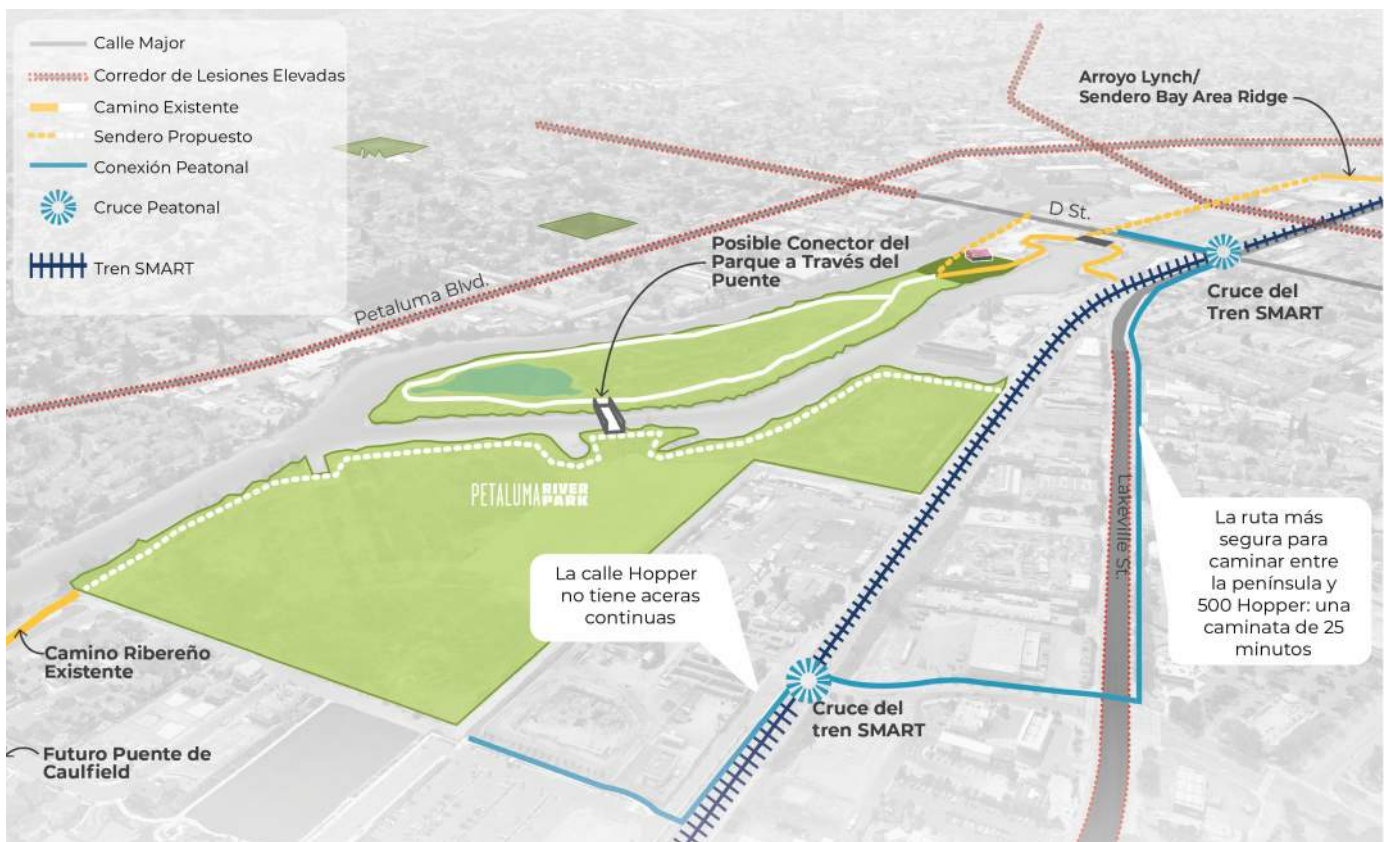 Calle Major
Corredor de Lesiones Elevadas
Camino Existente
Sendero Propuesto
Conexión Peatonal
Cruce Peatonal
Tren SMART
Arroyo Lynch/
Sendero Bay Area Ridge
D St.
Posible Conector del
Parque a Través del
Puente
Petaluma Blvd.
Cruce del
Tren SMART
PETALUMA RIVER
PARK
Lakeville St.
La ruta más
segura para
caminar entre
la península y
500 Hopper: una
caminata de 25
minutos
La calle Hopper
no tiene aceras
continuas
Camino Ribereño
Existente
Cruce del
tren SMART
Futuro Puente de
Caulfield